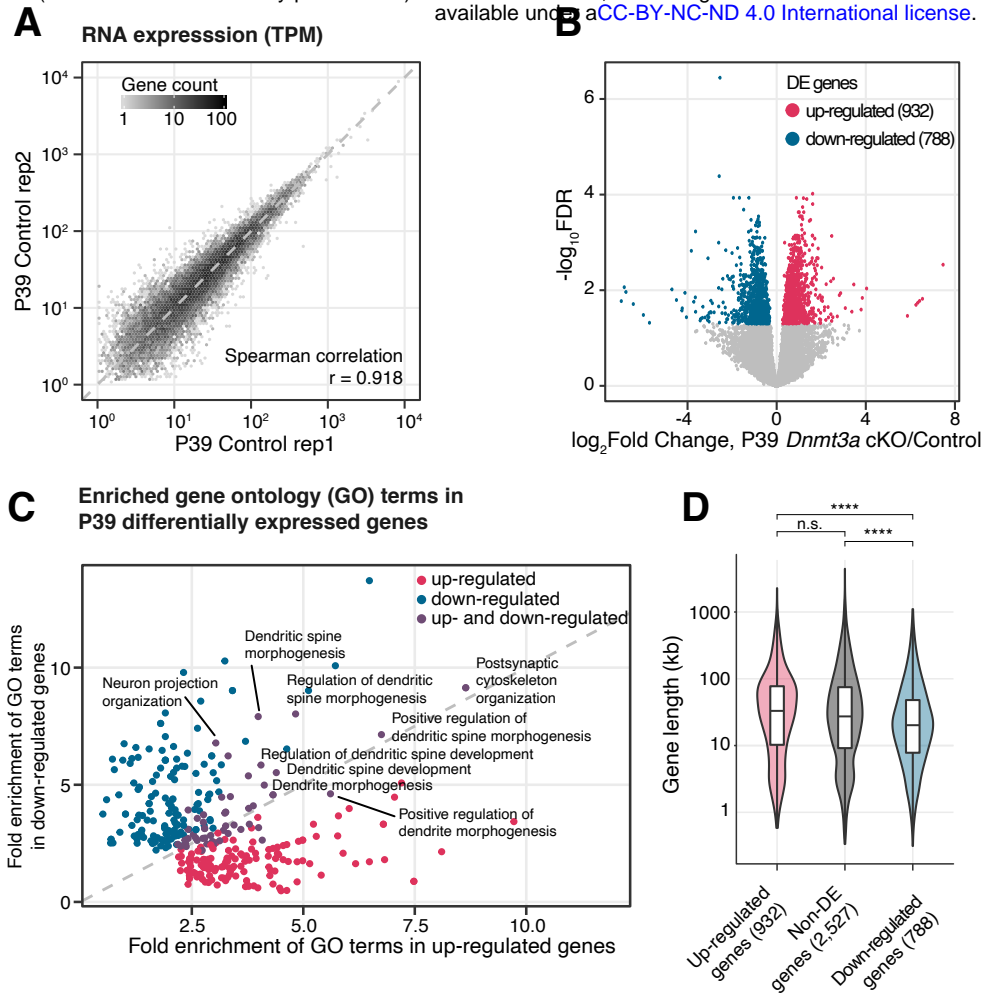 available under aCC-BY-NC-ND 4.0 International license.
A
RNA expresssion (TPM)
Gene count
1 10 100
10⁴
10³
10²
10¹
10⁰
P39 Control rep2
Spearman correlation
r = 0.918
10⁰ 10¹ 10² 10³ 10⁴
P39 Control rep1
B
DE genes
up-regulated (932)
down-regulated (788)
6
4
2
0
-log₁₀FDR
-4 0 4 8
log₂Fold Change, P39 Dnmt3a cKO/Control
C
Enriched gene ontology (GO) terms in
P39 differentially expressed genes
up-regulated
down-regulated
up- and down-regulated
Dendritic spine
morphogenesis
Postsynaptic
cytoskeleton
organization
Neuron projection
organization
Regulation of dendritic
spine morphogenesis
Positive regulation of
dendritic spine morphogenesis
Regulation of dendritic spine development
Dendritic spine development
Dendrite morphogenesis
Positive regulation of
dendrite morphogenesis
10
5
0
Fold enrichment of GO terms
in down-regulated genes
2.5 5.0 7.5 10.0
Fold enrichment of GO terms in up-regulated genes
D
****
n.s.
****
1000
100
10
1
Gene length (kb)
Up-regulated
genes (932)
Non-DE
genes (2,527)
Down-regulated
genes (788)